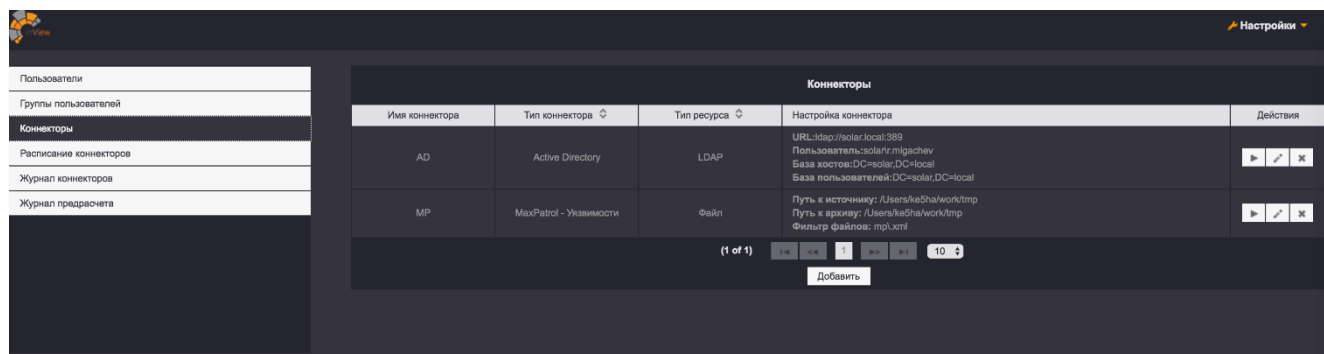 inView
Настройки
Пользователи
Группы пользователей
Коннекторы
Расписание коннекторов
Журнал коннекторов
Журнал предрасчета
Коннекторы
Имя коннектора Тип коннектора Тип ресурса Настройка коннектора Действия
AD Active Directory LDAP
URL:ldap://solar.local:389
Пользователь:solar\r.migachev
База хостов:DC=solar,DC=local
База пользователей:DC=solar,DC=local
MP MaxPatrol - Уязвимости Файл
Путь к источнику: /Users/ke5ha/work/tmp
Путь к архиву: /Users/ke5ha/work/tmp
Фильтр файлов: mp\.xml
(1 of 1) 1 10
Добавить